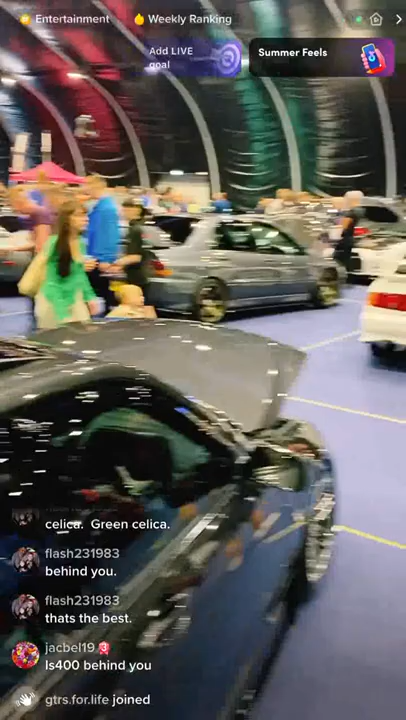 Entertainment
Weekly Ranking
Add LIVE
goal
Summer Feels
celica. Green celica.
flash231983
behind you.
flash231983
thats the best.
jacbel19
ls400 behind you
gtrs.for.life joined